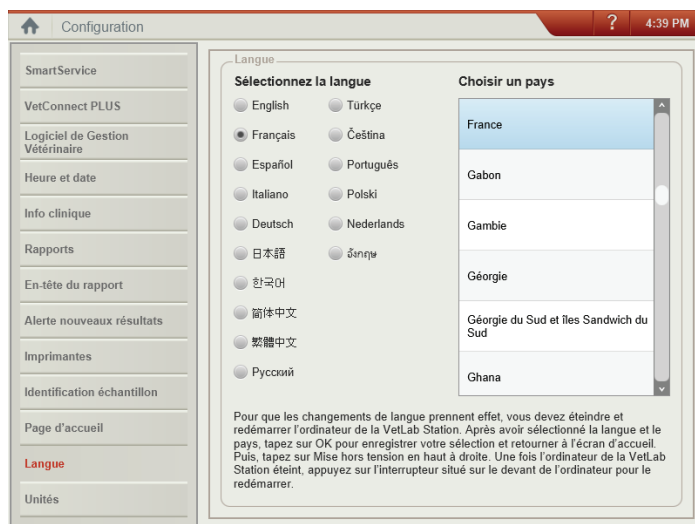 Configuration
? 4:39 PM
SmartService
VetConnect PLUS
Logiciel de Gestion
Vétérinaire
Heure et date
Info clinique
Rapports
En-tête du rapport
Alerte nouveaux résultats
Imprimantes
Identification échantillon
Page d'accueil
Langue
Unités
Langue
Sélectionnez la langue
English
Français
Español
Italiano
Deutsch
日本語
한국어
简体中文
繁體中文
Русский
Türkçe
Čeština
Português
Polski
Nederlands
อังกฤษ
Choisir un pays
France
Gabon
Gambie
Géorgie
Géorgie du Sud et îles Sandwich du
Sud
Ghana
Pour que les changements de langue prennent effet, vous devez éteindre et
redémarrer l'ordinateur de la VetLab Station. Après avoir sélectionné la langue et le
pays, tapez sur OK pour enregistrer votre sélection et retourner à l'écran d'accueil.
Puis, tapez sur Mise hors tension en haut à droite. Une fois l'ordinateur de la VetLab
Station éteint, appuyez sur l'interrupteur situé sur le devant de l'ordinateur pour le
redémarrer.